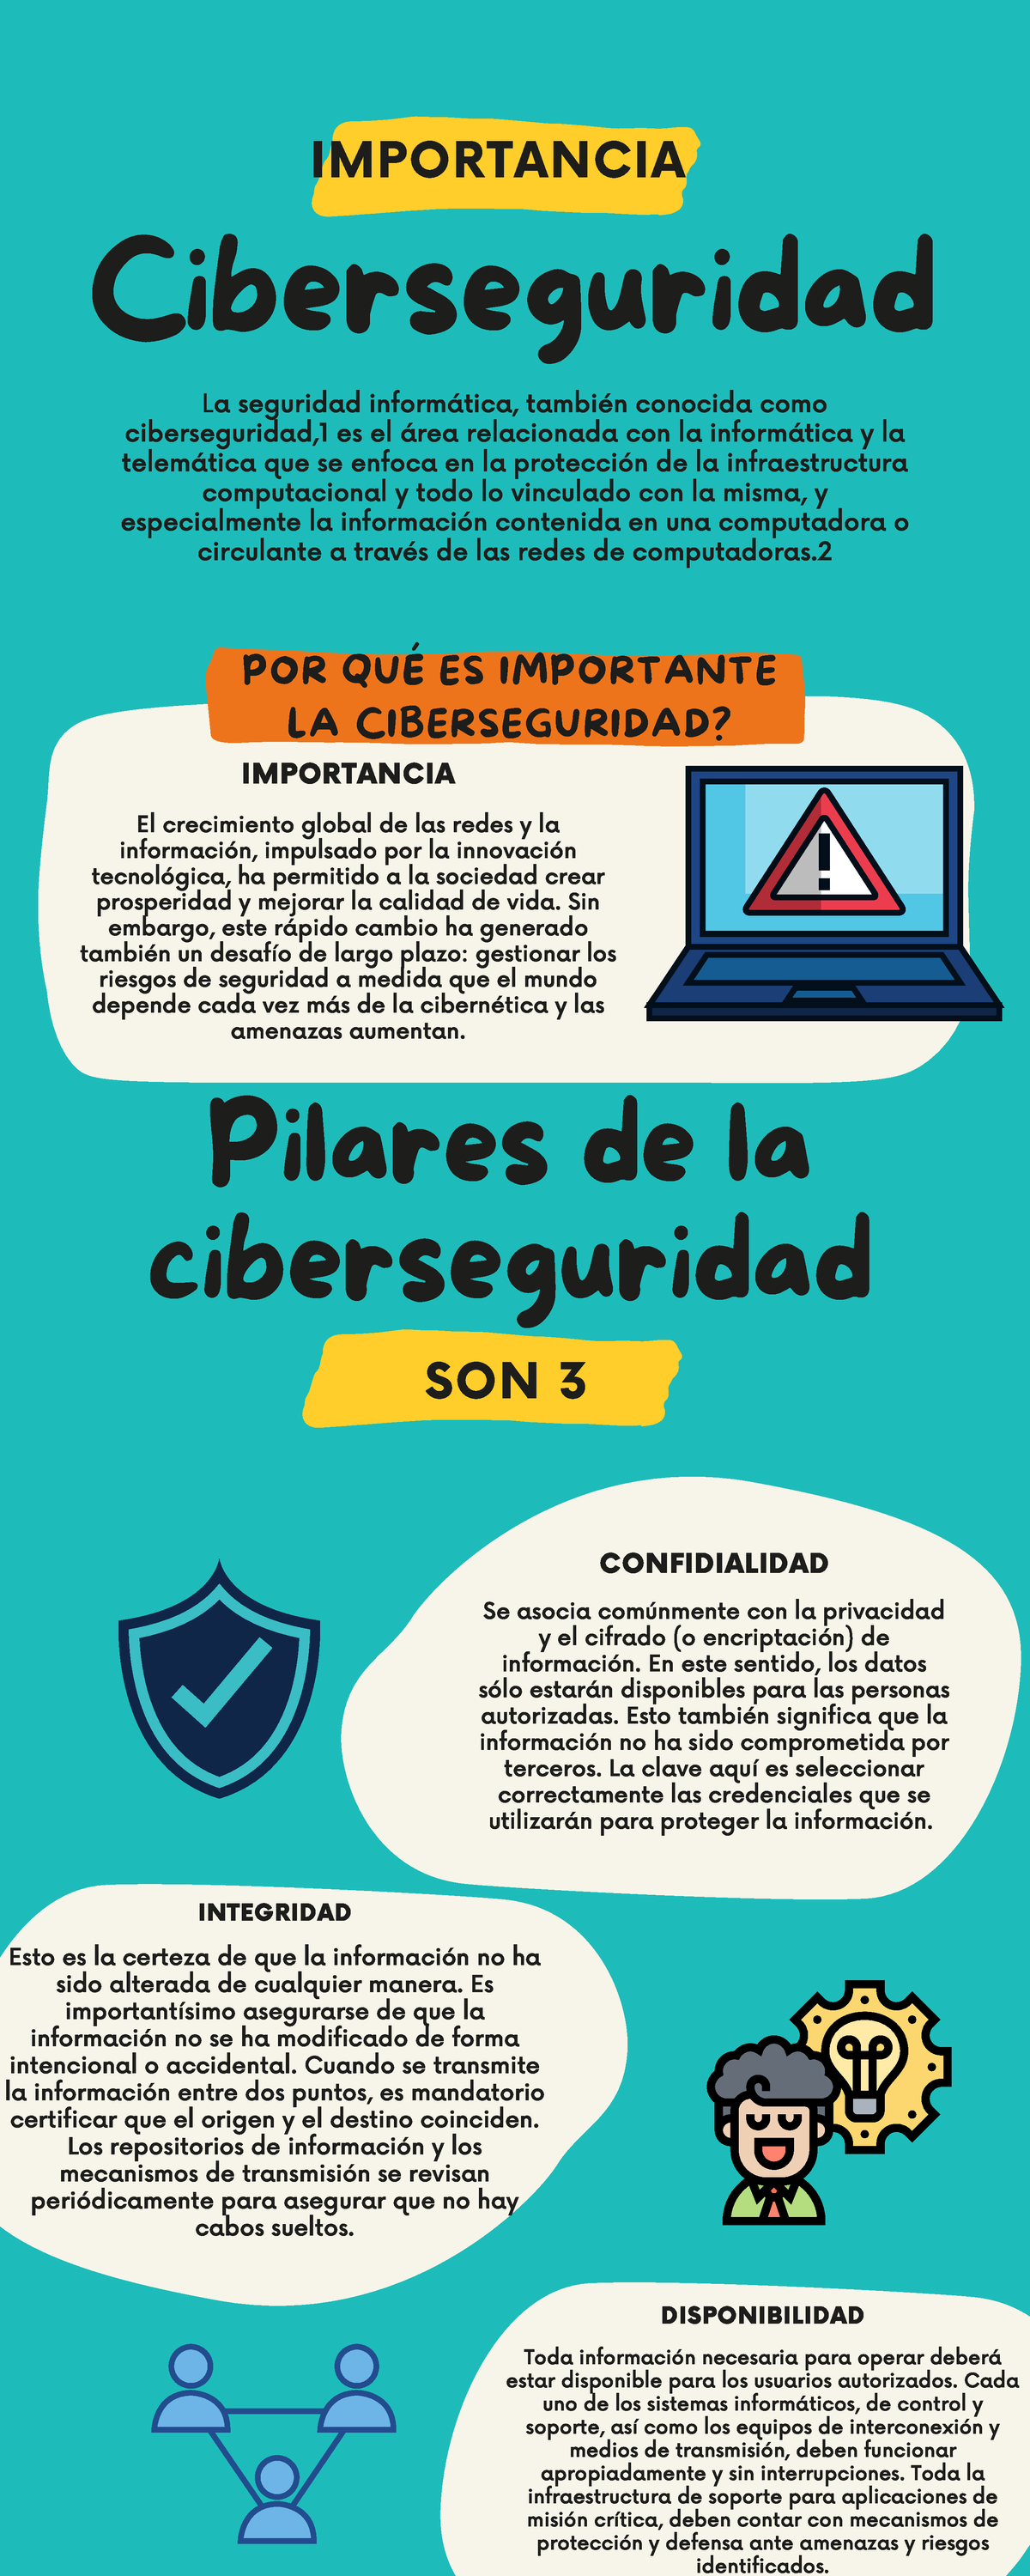 IMPORTANCIA
Ciberseguridad
La seguridad informática, también conocida como
ciberseguridad,1 es el área relacionada con la informática y la
telemática que se enfoca en la protección de la infraestructura
computacional y todo lo vinculado con la misma, y
especialmente la información contenida en una computadora o
circulante a través de las redes de computadoras.2
POR QUÉ ES IMPORTANTE
LA CIBERSEGURIDAD?
IMPORTANCIA
El crecimiento global de las redes y la
información, impulsado por la innovación
tecnológica, ha permitido a la sociedad crear
prosperidad y mejorar la calidad de vida. Sin
embargo, este rápido cambio ha generado
también un desafío de largo plazo: gestionar los
riesgos de seguridad a medida que el mundo
depende cada vez más de la cibernética y las
amenazas aumentan.
Pilares de la
ciberseguridad
SON 3
CONFIDIALIDAD
Se asocia comúnmente con la privacidad
y el cifrado (o encriptación) de
información. En este sentido, los datos
sólo estarán disponibles para las personas
autorizadas. Esto también significa que la
información no ha sido comprometida por
terceros. La clave aquí es seleccionar
correctamente las credenciales que se
utilizarán para proteger la información.
INTEGRIDAD
Esto es la certeza de que la información no ha
sido alterada de cualquier manera. Es
importantísimo asegurarse de que la
información no se ha modificado de forma
intencional o accidental. Cuando se transmite
la información entre dos puntos, es mandatorio
certificar que el origen y el destino coinciden.
Los repositorios de información y los
mecanismos de transmisión se revisan
periódicamente para asegurar que no hay
cabos sueltos.
DISPONIBILIDAD
Toda información necesaria para operar deberá
estar disponible para los usuarios autorizados. Cada
uno de los sistemas informáticos, de control y
soporte, así como los equipos de interconexión y
medios de transmisión, deben funcionar
apropiadamente y sin interrupciones. Toda la
infraestructura de soporte para aplicaciones de
misión crítica, deben contar con mecanismos de
protección y defensa ante amenazas y riesgos
identificados.